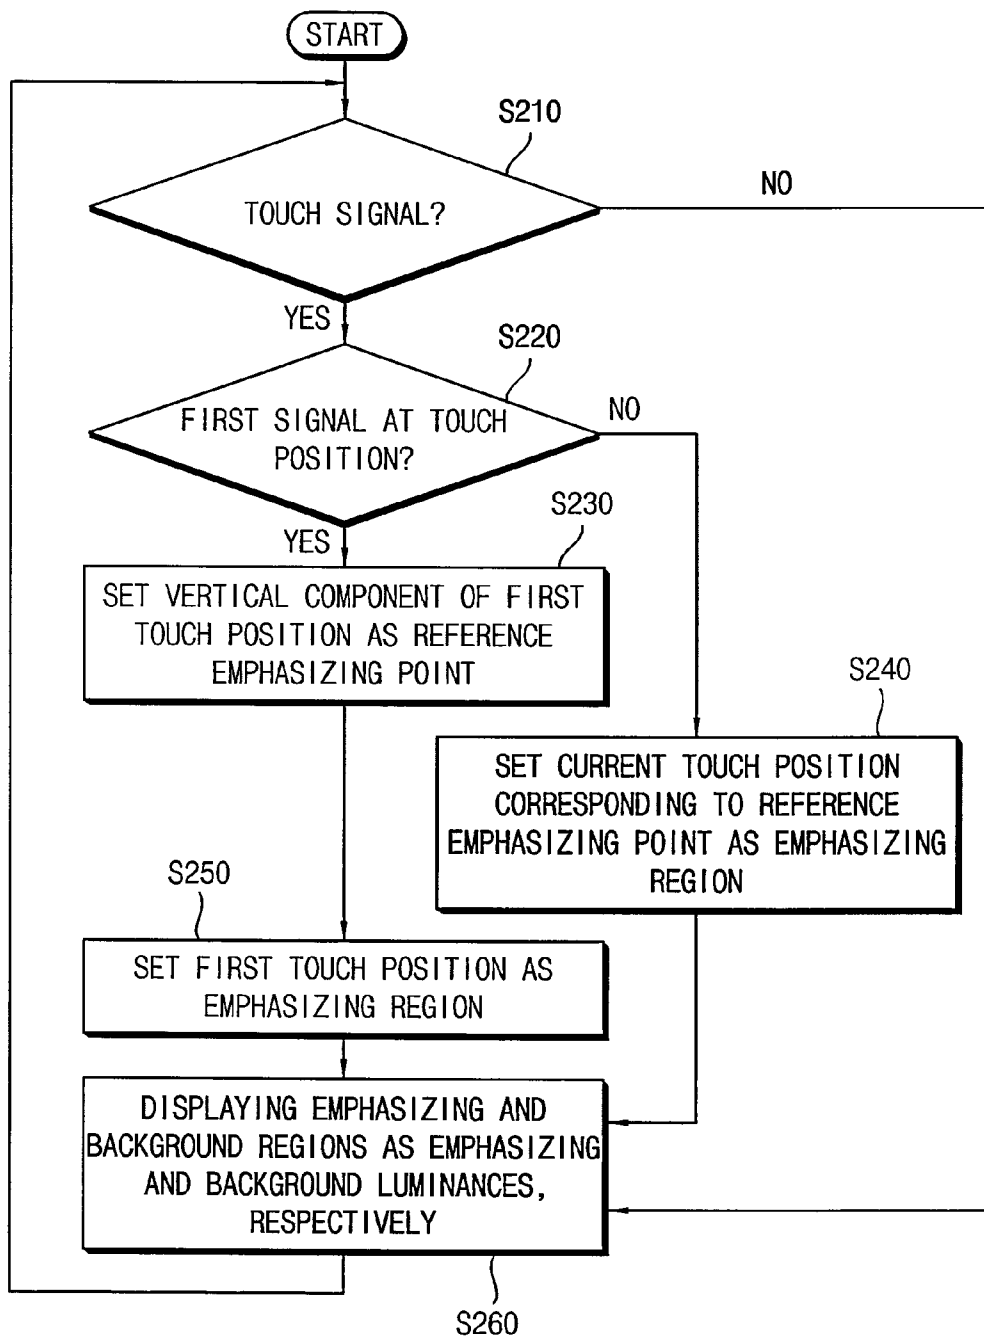 START
S210
TOUCH SIGNAL?
NO
YES
S220
FIRST SIGNAL AT TOUCH
POSITION?
NO
YES
S230
SET VERTICAL COMPONENT OF FIRST
TOUCH POSITION AS REFERENCE
EMPHASIZING POINT
S240
SET CURRENT TOUCH POSITION
CORRESPONDING TO REFERENCE
EMPHASIZING POINT AS EMPHASIZING
REGION
S250
SET FIRST TOUCH POSITION AS
EMPHASIZING REGION
DISPLAYING EMPHASIZING AND
BACKGROUND REGIONS AS EMPHASIZING
AND BACKGROUND LUMINANCES,
RESPECTIVELY
S260